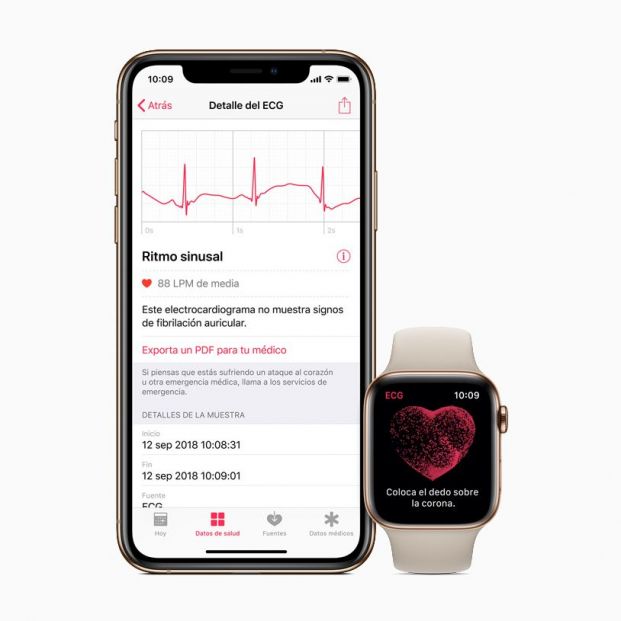 10:09
Atrás
Detalle del ECG
0s
1s
2s
Ritmo sinusal
88 LPM de media
Este electrocardiograma no muestra signos
de fibrilación auricular.
Exporta un PDF para tu médico
Si piensas que estás sufriendo un ataque al corazón
u otra emergencia médica, llama a los servicios de
emergencia.
DETALLES DE LA MUESTRA
Inicio
12 sep 2018 10:08:31
Fin
12 sep 2018 10:09:01
Fuente
ECG
Hoy
Datos de salud
Fuentes
Datos médicos
ECG
10:09
Coloca el dedo sobre
la corona.